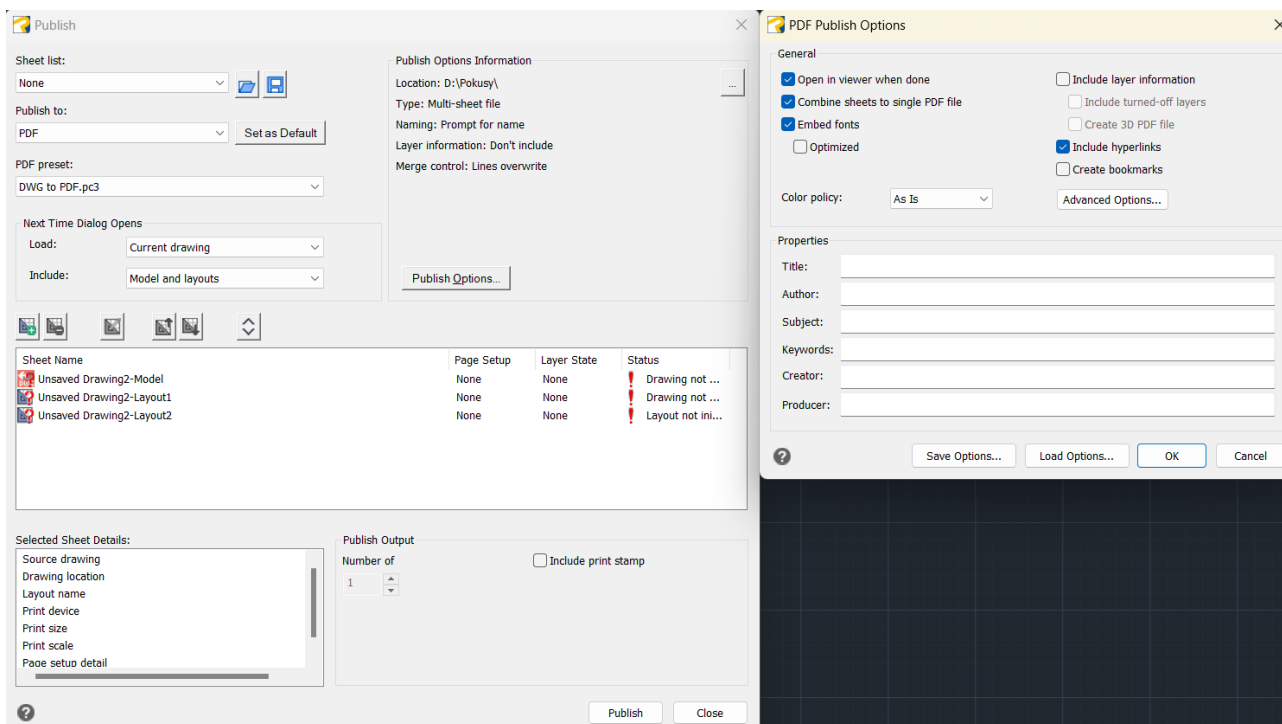 Publish
Sheet list:
None
Publish to:
PDF
Set as Default
PDF preset:
DWG to PDF.pc3
Next Time Dialog Opens
Load:
Current drawing
Include:
Model and layouts
Publish Options Information
Location: D:\Pokusy\
...
Type: Multi-sheet file
Naming: Prompt for name
Layer information: Don't include
Merge control: Lines overwrite
Publish Options...
Sheet Name Page Setup Layer State Status
Unsaved Drawing2-Model None None Drawing not ...
Unsaved Drawing2-Layout1 None None Drawing not ...
Unsaved Drawing2-Layout2 None None Layout not ini...
Selected Sheet Details:
Source drawing
Drawing location
Layout name
Print device
Print size
Print scale
Page setup detail
Publish Output
Number of
1
Include print stamp
Publish
Close
PDF Publish Options
General
Open in viewer when done
Combine sheets to single PDF file
Embed fonts
Optimized
Color policy:
As Is
Include layer information
Include turned-off layers
Create 3D PDF file
Include hyperlinks
Create bookmarks
Advanced Options...
Properties
Title:
Author:
Subject:
Keywords:
Creator:
Producer:
Save Options...
Load Options...
OK
Cancel